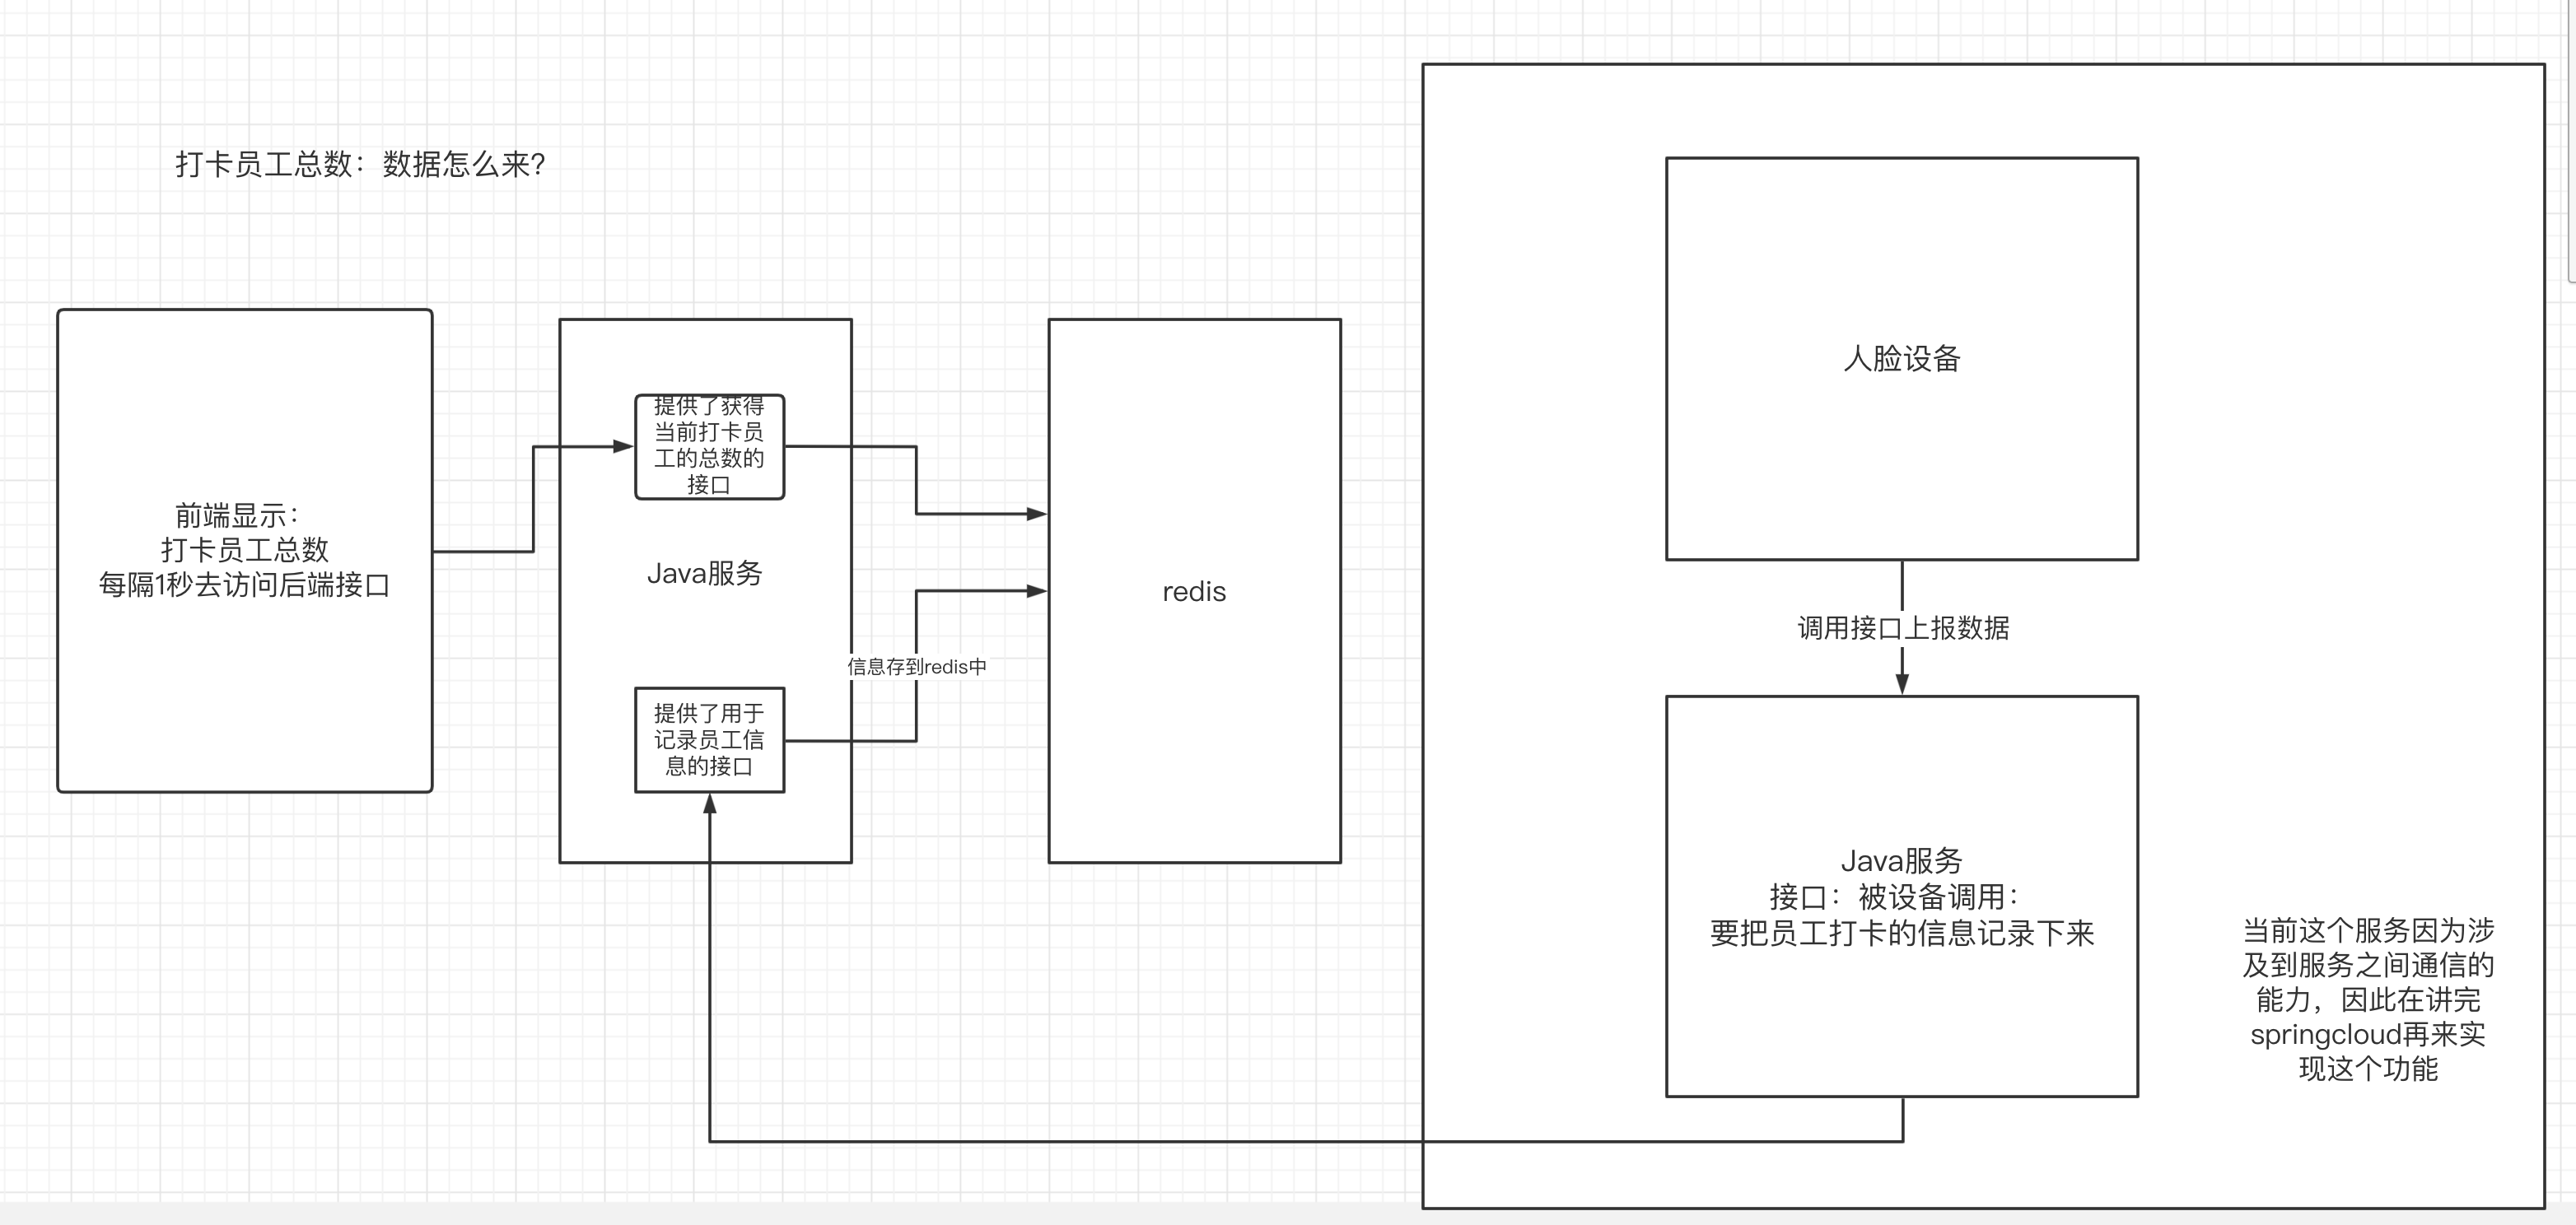 打卡员工总数：数据怎么来？
前端显示：
打卡员工总数
每隔1秒去访问后端接口
提供了获得
当前打卡员
工的总数的
接口
Java服务
提供了用于
记录员工信
息的接口
信息存到redis中
redis
人脸设备
调用接口上报数据
Java服务
接口：被设备调用：
要把员工打卡的信息记录下来
当前这个服务因为涉
及到服务之间通信的
能力，因此在讲完
springcloud再来实
现这个功能